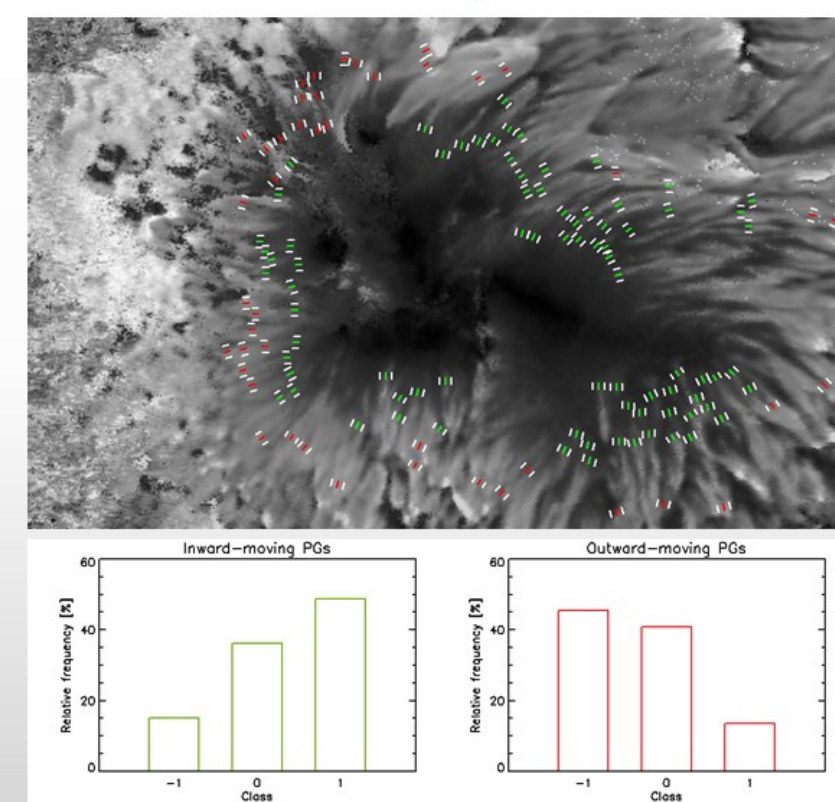 Inward-moving PGs
Relative frequency [%]
60
40
20
0
-1 0 1
Class
Outward-moving PGs
Relative frequency [%]
60
40
20
0
-1 0 1
Class